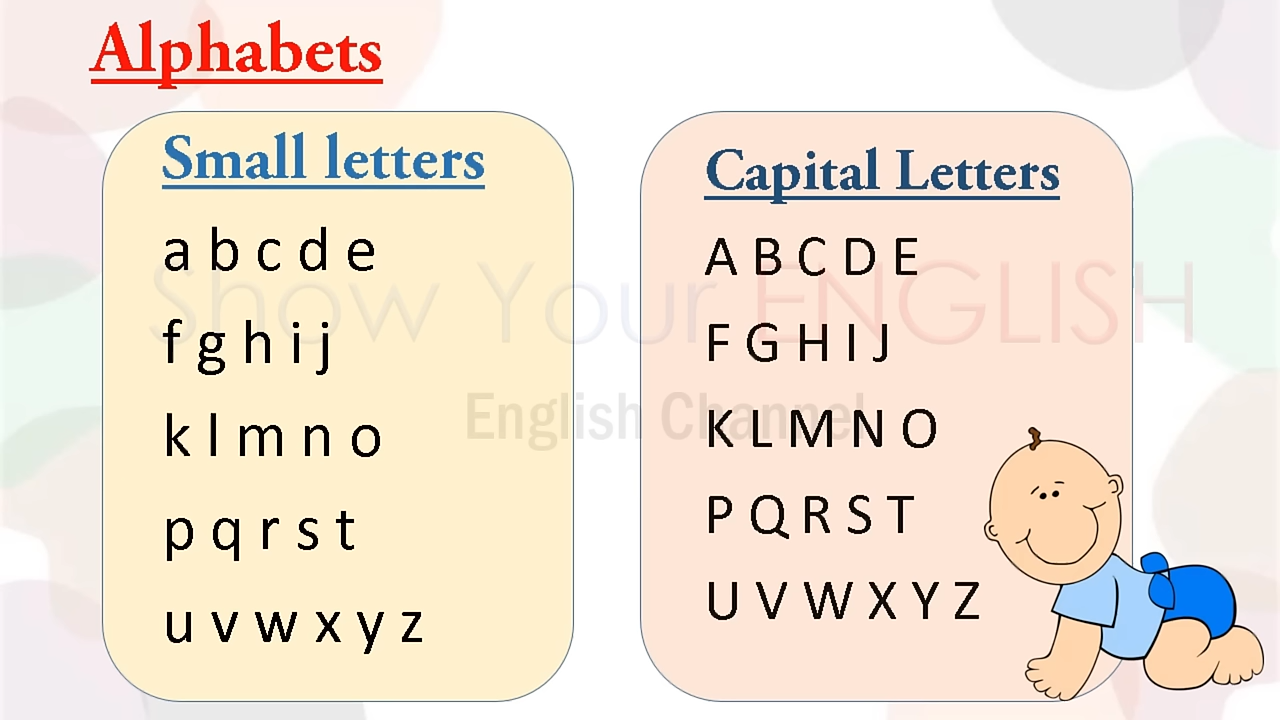 Alphabets
Small letters
a b c d e
f g h i j
k l m n o
p q r s t
u v w x y z
Capital Letters
A B C D E
F G H I J
K L M N O
P Q R S T
U V W X Y Z
Show Your ENGLISH
English Channel